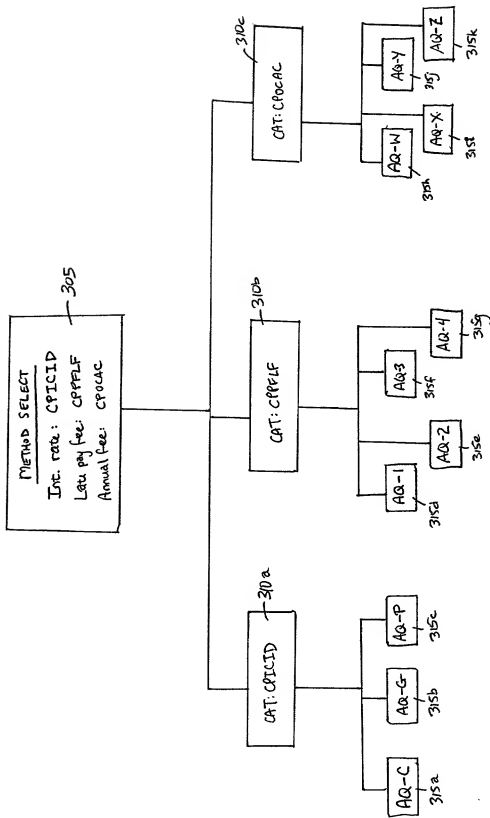 METHOD SELECT
Int. rate: CPICID
Late pay fee: CPPFLF
Annual fee: CPOCAC
305
CAT: CPICID
310a
CAT: CPPFLF
310b
CAT: CPOCAC
310c
AQ-C
315a
AQ-G
315b
AQ-P
315c
AQ-1
315d
AQ-2
315e
AQ-3
315f
AQ-4
315g
AQ-W
315h
AQ-X
315i
AQ-Y
315j
AQ-Z
315k